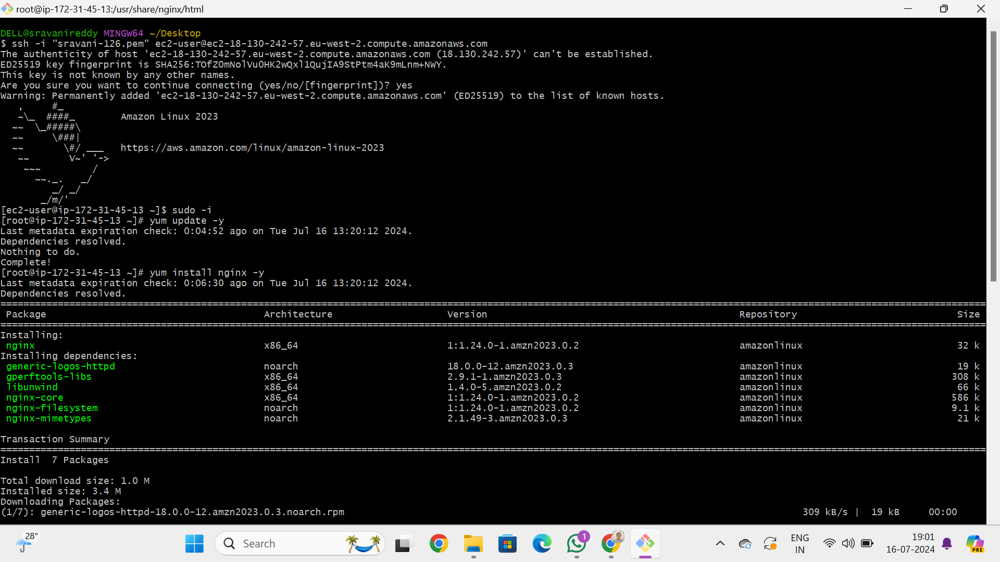 root@ip-172-31-45-13:/usr/share/nginx/html
DELL@sravanireddy MINGW64 ~/Desktop
$ ssh -i "sravani-126.pem" ec2-user@ec2-18-130-242-57.eu-west-2.compute.amazonaws.com
The authenticity of host 'ec2-18-130-242-57.eu-west-2.compute.amazonaws.com (18.130.242.57)' can't be established.
ED25519 key fingerprint is SHA256:TOfZ0mNolVu0HK2wQxl1QujIA9StPtm4aK9mLnm+NWY.
This key is not known by any other names.
Are you sure you want to continue connecting (yes/no/[fingerprint])? yes
Warning: Permanently added 'ec2-18-130-242-57.eu-west-2.compute.amazonaws.com' (ED25519) to the list of known hosts.
   ,     #_
   ~\_  ####_        Amazon Linux 2023
  ~~  \_#####\
  ~~     \###|
  ~~       \#/ ___   https://aws.amazon.com/linux/amazon-linux-2023
   ~~       V~' '->
    ~~~         /
      ~~._.   _/
         _/ _/
       _/m/'
[ec2-user@ip-172-31-45-13 ~]$ sudo -i
[root@ip-172-31-45-13 ~]# yum update -y
Last metadata expiration check: 0:04:52 ago on Tue Jul 16 13:20:12 2024.
Dependencies resolved.
Nothing to do.
Complete!
[root@ip-172-31-45-13 ~]# yum install nginx -y
Last metadata expiration check: 0:06:30 ago on Tue Jul 16 13:20:12 2024.
Dependencies resolved.
Package Architecture Version Repository Size
Installing:
nginx x86_64 1:1.24.0-1.amzn2023.0.2 amazonlinux 32 k
Installing dependencies:
generic-logos-httpd noarch 18.0.0-12.amzn2023.0.3 amazonlinux 19 k
gperftools-libs x86_64 2.9.1-1.amzn2023.0.3 amazonlinux 308 k
libunwind x86_64 1.4.0-5.amzn2023.0.2 amazonlinux 66 k
nginx-core x86_64 1:1.24.0-1.amzn2023.0.2 amazonlinux 586 k
nginx-filesystem noarch 1:1.24.0-1.amzn2023.0.2 amazonlinux 9.1 k
nginx-mimetypes noarch 2.1.49-3.amzn2023.0.3 amazonlinux 21 k
Transaction Summary
Install  7 Packages
Total download size: 1.0 M
Installed size: 3.4 M
Downloading Packages:
(1/7): generic-logos-httpd-18.0.0-12.amzn2023.0.3.noarch.rpm 309 kB/s |  19 kB     00:00
28°
Search
1
ENG
IN
19:01
16-07-2024
PRE